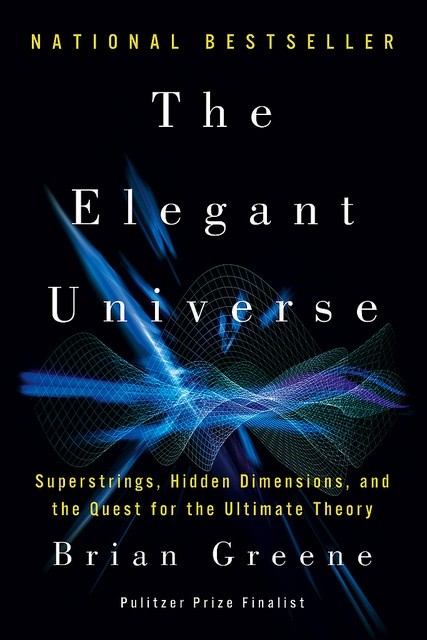 NATIONAL BESTSELLER
The
Elegant
Universe
Superstrings, Hidden Dimensions, and
the Quest for the Ultimate Theory
Brian Greene
Pulitzer Prize Finalist